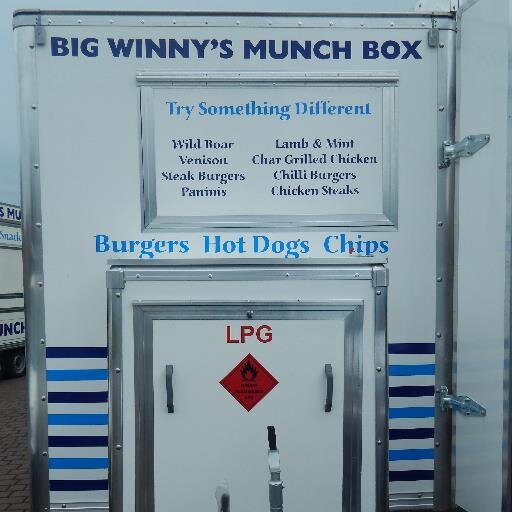 BIG WINNY'S MUNCH BOX
Try Something Different
Wild Boar Lamb & Mint
Venison Char Grilled Chicken
Steak Burgers Chilli Burgers
Paninis Chicken Steaks
Burgers Hot Dogs Chips
LPG